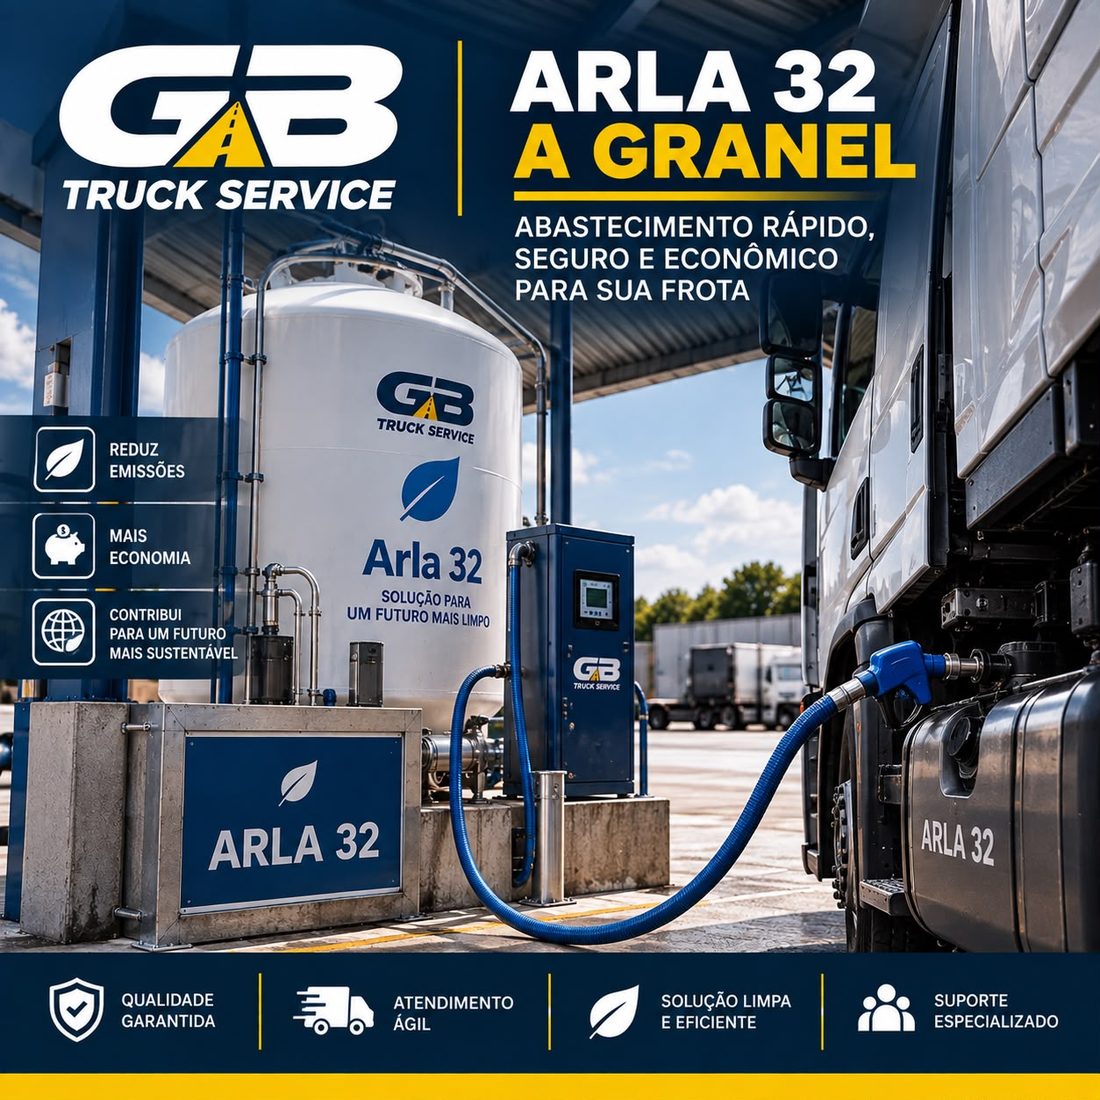 GB
TRUCK SERVICE
ARLA 32
A GRANEL
ABASTECIMENTO RÁPIDO,
SEGURO E ECONÔMICO
PARA SUA FROTA
REDUZ
EMISSÕES
MAIS
ECONOMIA
CONTRIBUI
PARA UM FUTURO
MAIS SUSTENTÁVEL
GB
TRUCK SERVICE
Arla 32
SOLUÇÃO PARA
UM FUTURO MAIS LIMPO
GB
TRUCK SERVICE
ARLA 32
ARLA 32
QUALIDADE
GARANTIDA
ATENDIMENTO
ÁGIL
SOLUÇÃO LIMPA
E EFICIENTE
SUPORTE
ESPECIALIZADO